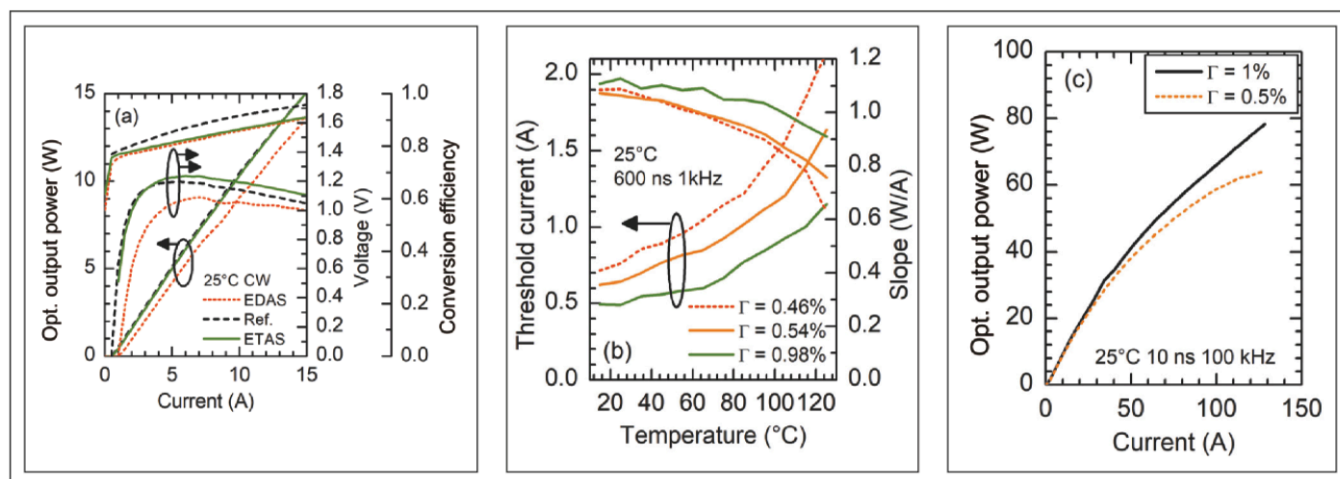 (a)
15
10
5
0
Opt. output power (W)
0
5
10
15
Current (A)
1.8
1.6
1.4
1.2
1.0
0.8
0.6
0.4
0.2
0.0
Voltage (V)
1.0
0.8
0.6
0.4
0.2
0.0
Conversion efficiency
25°C CW
EDAS
Ref.
ETAS
2.0
1.5
1.0
0.5
0.0
Threshold current (A)
25°C
600 ns 1kHz
(b)
Γ = 0.46%
Γ = 0.54%
Γ = 0.98%
20 40 60 80 100 120
Temperature (°C)
1.2
1.0
0.8
0.6
0.4
0.2
0.0
Slope (W/A)
(c)
Γ = 1%
Γ = 0.5%
100
80
60
40
20
0
Opt. output power (W)
25°C 10 ns 100 kHz
0 50 100 150
Current (A)